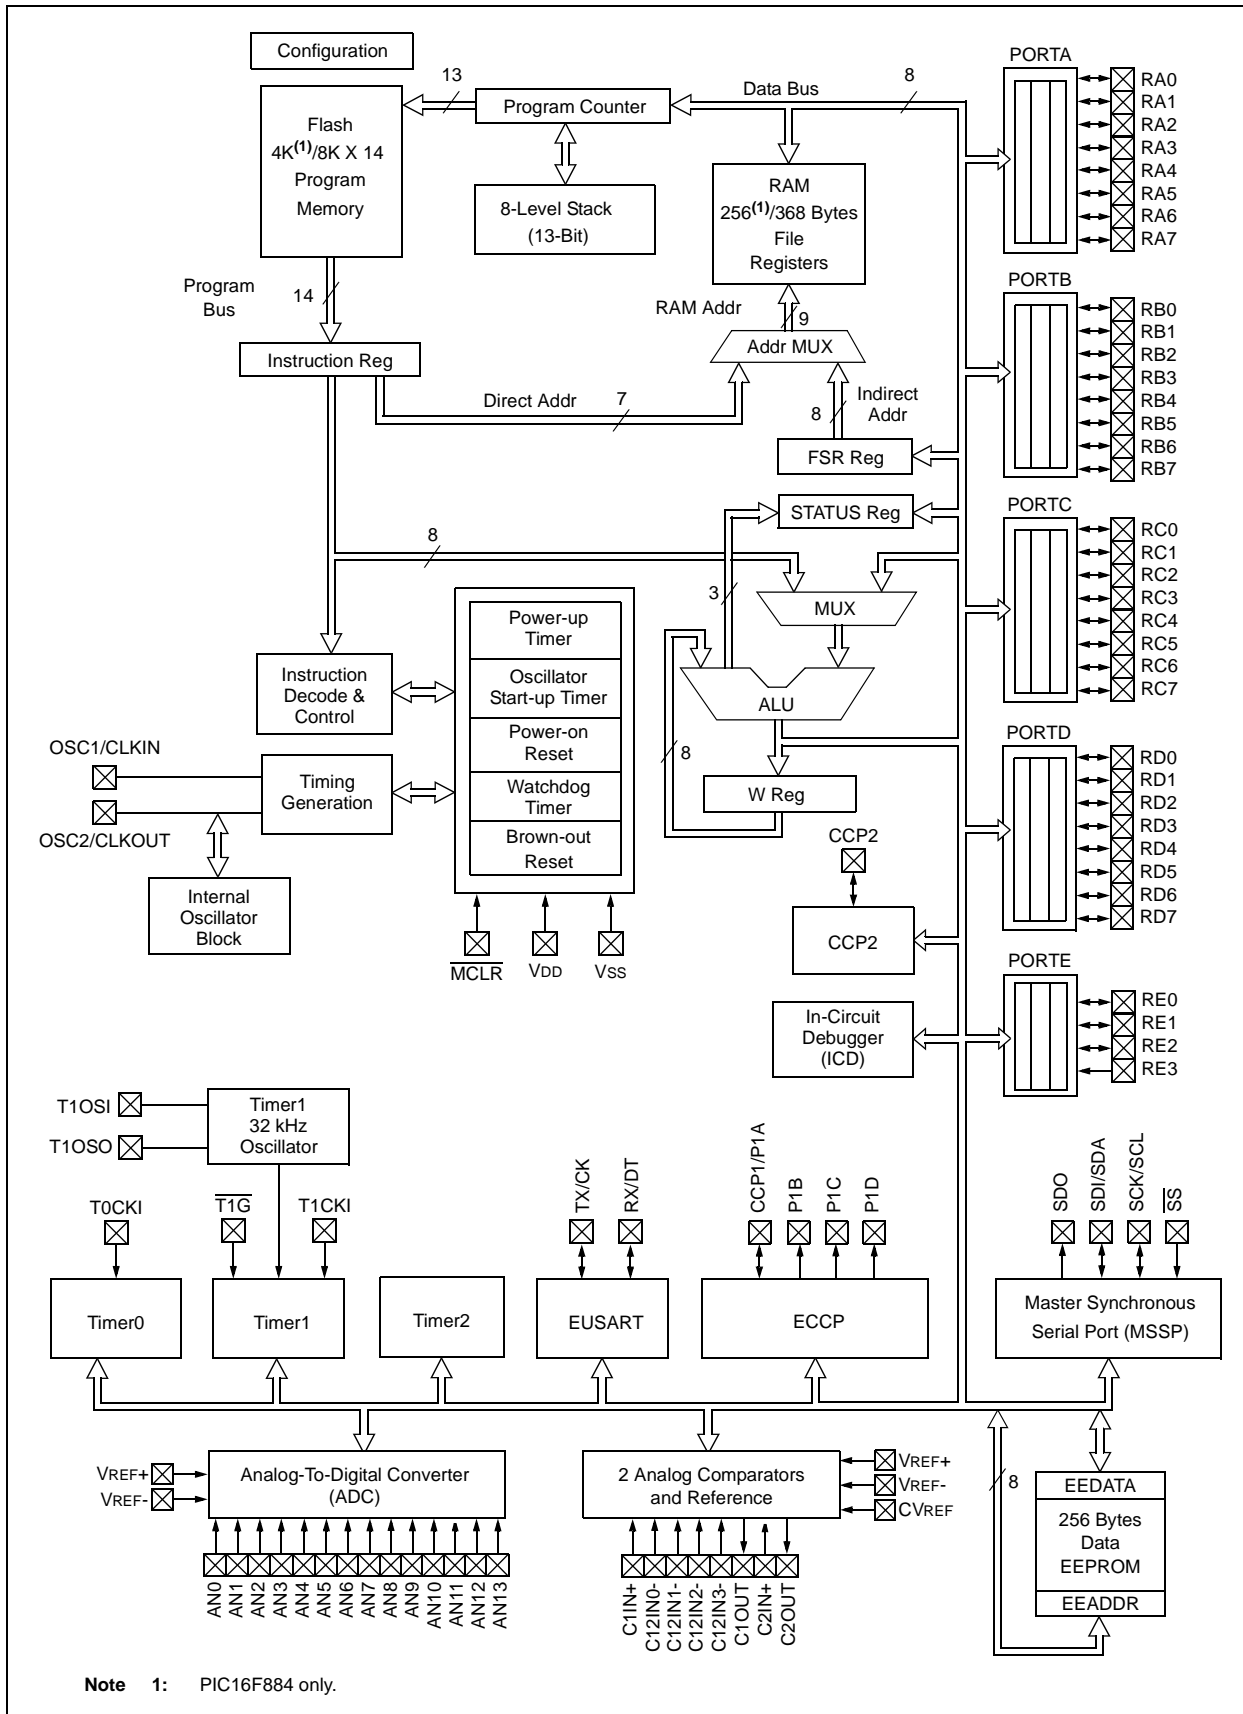 Configuration
PORTA
13
Data Bus
8
RA0
RA1
RA2
RA3
RA4
RA5
RA6
RA7
Flash
4K(1)/8K X 14
Program
Memory
Program Counter
8-Level Stack
(13-Bit)
RAM
256(1)/368 Bytes
File
Registers
Program
Bus
14
RAM Addr
9
Addr MUX
PORTB
RB0
RB1
RB2
RB3
RB4
RB5
RB6
RB7
Instruction Reg
Direct Addr
7
8
Indirect
Addr
FSR Reg
STATUS Reg
PORTC
RC0
RC1
RC2
RC3
RC4
RC5
RC6
RC7
8
3
MUX
Power-up
Timer
Oscillator
Start-up Timer
Power-on
Reset
Watchdog
Timer
Brown-out
Reset
Instruction
Decode &
Control
ALU
8
W Reg
OSC1/CLKIN
OSC2/CLKOUT
Timing
Generation
Internal
Oscillator
Block
MCLR
VDD
VSS
PORTD
RD0
RD1
RD2
RD3
RD4
RD5
RD6
RD7
CCP2
CCP2
PORTE
RE0
RE1
RE2
RE3
In-Circuit
Debugger
(ICD)
T1OSI
T1OSO
Timer1
32 kHz
Oscillator
T0CKI
T1G
T1CKI
TX/CK
RX/DT
CCP1/P1A
P1B
P1C
P1D
SDO
SDI/SDA
SCK/SCL
SS
Timer0
Timer1
Timer2
EUSART
ECCP
Master Synchronous
Serial Port (MSSP)
VREF+
VREF-
Analog-To-Digital Converter
(ADC)
2 Analog Comparators
and Reference
VREF+
VREF-
CVREF
8
EEDATA
256 Bytes
Data
EEPROM
EEADDR
AN0
AN1
AN2
AN3
AN4
AN5
AN6
AN7
AN8
AN9
AN10
AN11
AN12
AN13
C1IN+
C12IN0-
C12IN1-
C12IN2-
C12IN3-
C1OUT
C2IN+
C2OUT
Note 1: PIC16F884 only.